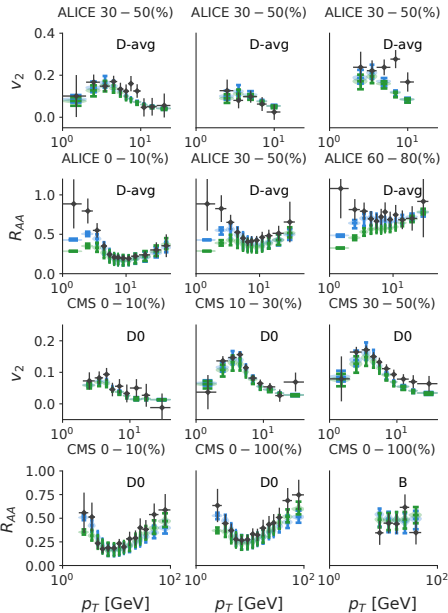 ALICE 30 − 50(%) ALICE 30 − 50(%) ALICE 30 − 50(%)
v2 0.4 D-avg D-avg D-avg
0.2
0.0
10^0 10^1 10^0 10^1 10^0 10^1
ALICE 0 − 10(%) ALICE 30 − 50(%) ALICE 60 − 80(%)
R_AA 1.0 D-avg D-avg D-avg
0.5
0.0
10^0 10^1 10^0 10^1 10^0 10^1
CMS 0 − 10(%) CMS 10 − 30(%) CMS 30 − 50(%)
v2 0.2 D0 D0 D0
0.1
0.0
10^0 10^1 10^0 10^1 10^0 10^1
CMS 0 − 10(%) CMS 0 − 100(%) CMS 0 − 100(%)
R_AA 1.00 D0 D0 B
0.75
0.50
0.25
0.00
10^0 10^2 10^0 10^2 10^0 10^2
p_T [GeV] p_T [GeV] p_T [GeV]